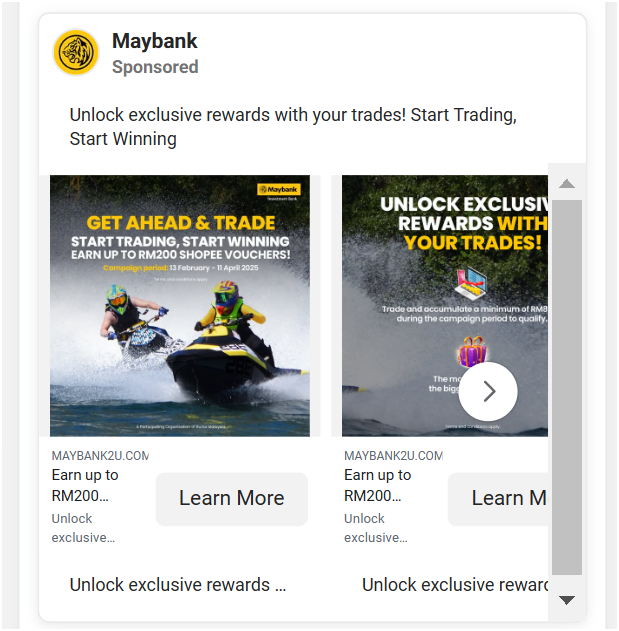 Maybank
Sponsored
Unlock exclusive rewards with your trades! Start Trading,
Start Winning
Maybank
Investment Bank
GET AHEAD & TRADE
START TRADING, START WINNING
EARN UP TO RM200 SHOPEE VOUCHERS!
Campaign period: 13 February - 11 April 2025
Terms and conditions apply.
A Participating Organisation of Bursa Malaysia
UNLOCK EXCLUSIV
REWARDS WITH
YOUR TRADES!
Trade and accumulate a minimum of RM8
during the campaign period to qualify.
The mo
the bigg
Terms and conditions apply.
MAYBANK2U.COM
Earn up to
RM200...
Unlock
exclusive...
Learn More
MAYBANK2U.COM
Earn up to
RM200...
Unlock
exclusive...
Learn M
Unlock exclusive rewards ...
Unlock exclusive reward